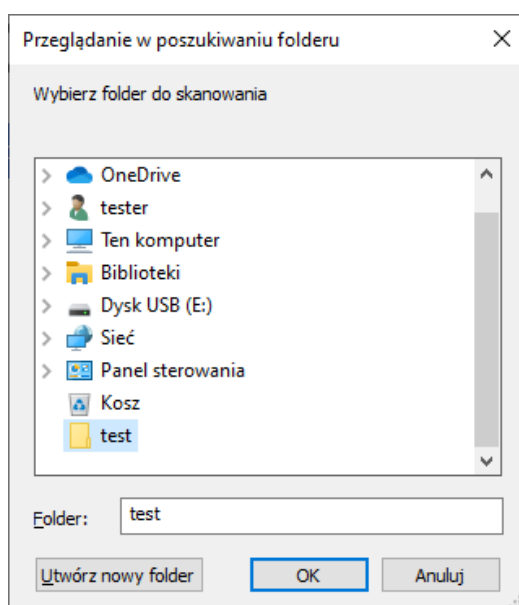 Przeglądanie w poszukiwaniu folderu
Wybierz folder do skanowania
OneDrive
tester
Ten komputer
Biblioteki
Dysk USB (E:)
Sieć
Panel sterowania
Kosz
test
Folder: test
Utwórz nowy folder OK Anuluj